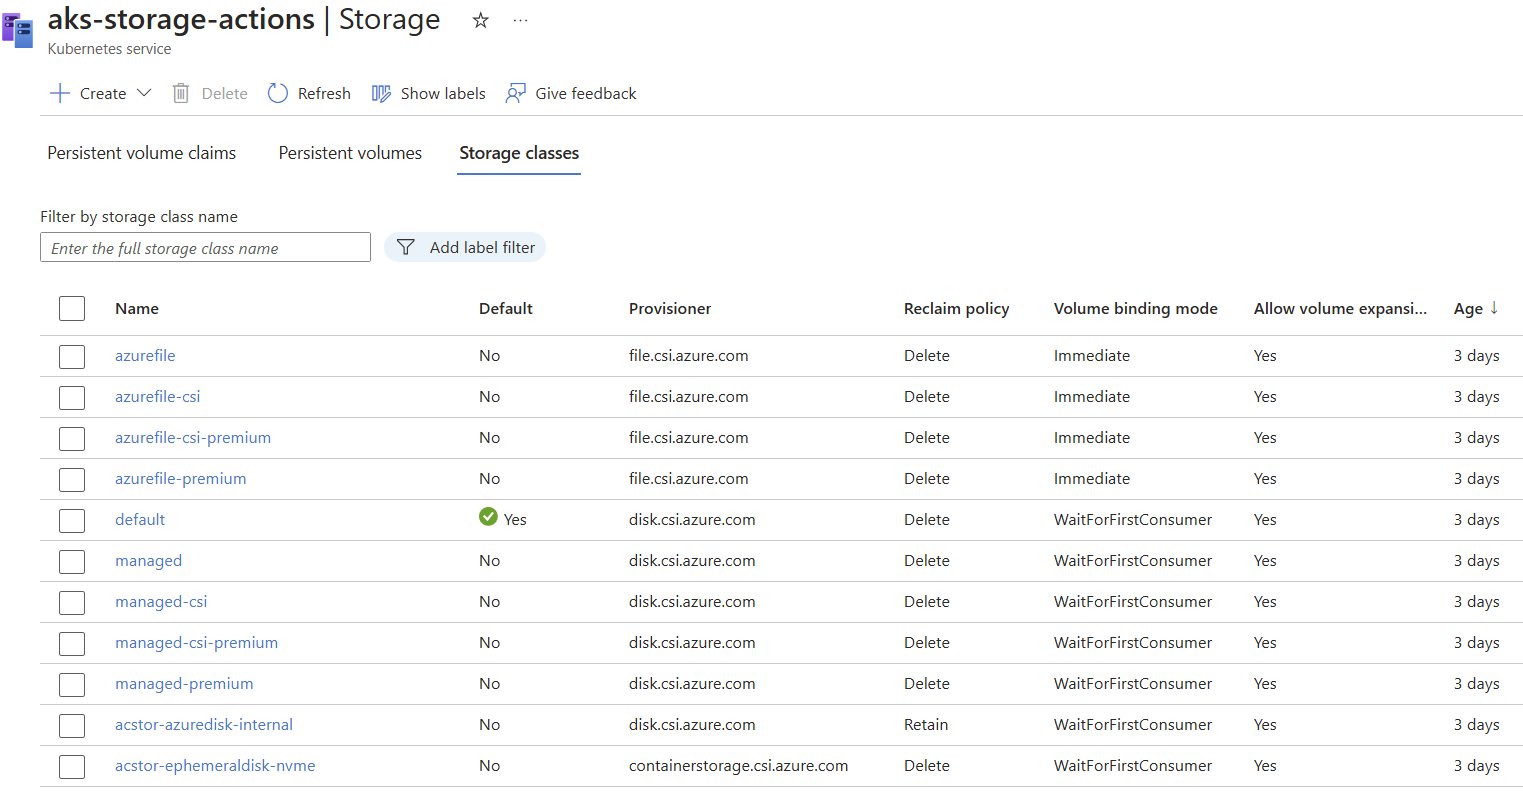 aks-storage-actions | Storage
Kubernetes service
Create Delete Refresh Show labels Give feedback
Persistent volume claims Persistent volumes Storage classes
Filter by storage class name
Enter the full storage class name Add label filter
Name Default Provisioner Reclaim policy Volume binding mode Allow volume expansi... Age ↓
azurefile No file.csi.azure.com Delete Immediate Yes 3 days
azurefile-csi No file.csi.azure.com Delete Immediate Yes 3 days
azurefile-csi-premium No file.csi.azure.com Delete Immediate Yes 3 days
azurefile-premium No file.csi.azure.com Delete Immediate Yes 3 days
default Yes disk.csi.azure.com Delete WaitForFirstConsumer Yes 3 days
managed No disk.csi.azure.com Delete WaitForFirstConsumer Yes 3 days
managed-csi No disk.csi.azure.com Delete WaitForFirstConsumer Yes 3 days
managed-csi-premium No disk.csi.azure.com Delete WaitForFirstConsumer Yes 3 days
managed-premium No disk.csi.azure.com Delete WaitForFirstConsumer Yes 3 days
acstor-azuredisk-internal No disk.csi.azure.com Retain WaitForFirstConsumer Yes 3 days
acstor-ephemeraldisk-nvme No containerstorage.csi.azure.com Delete WaitForFirstConsumer Yes 3 days